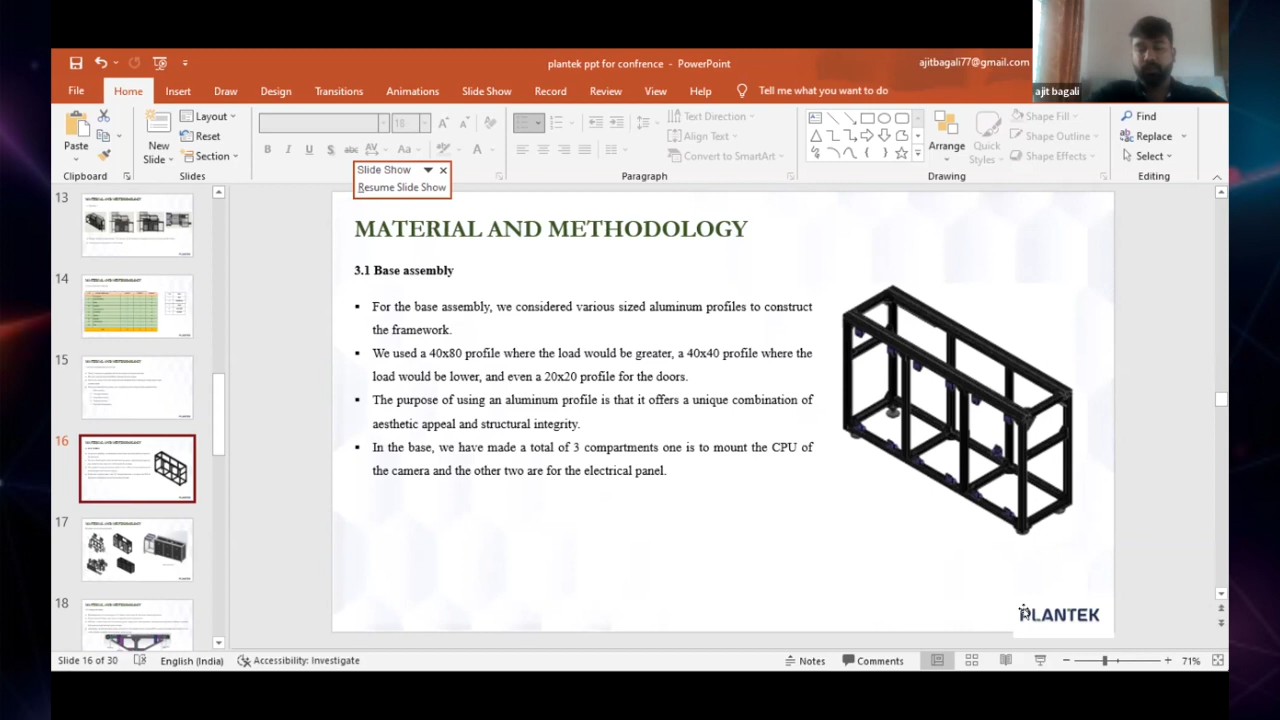 plantek ppt for confrence - PowerPoint
ajitbagali77@gmail.com
ajit bagali
File Home Insert Draw Design Transitions Animations Slide Show Record Review View Help Tell me what you want to do
Paste
Clipboard
New Slide
Layout
Reset
Section
Slides
18
Paragraph
Text Direction
Align Text
Convert to SmartArt
Arrange
Quick Styles
Shape Fill
Shape Outline
Shape Effects
Drawing
Find
Replace
Select
Editing
Slide Show
Resume Slide Show
13
14
15
16
17
18
MATERIAL AND METHODOLOGY
3.1 Base assembly
▪ For the base assembly, we considered various sized aluminum profiles to construct
the framework.
▪ We used a 40x80 profile where the load would be greater, a 40x40 profile where the
load would be lower, and even a 20x20 profile for the doors.
▪ The purpose of using an aluminum profile is that it offers a unique combination of
aesthetic appeal and structural integrity.
▪ In the base, we have made a total of 3 compartments one is to mount the CPU of
the camera and the other two are for the electrical panel.
PLANTEK
Slide 16 of 30 English (India) Accessibility: Investigate Notes Comments 71%